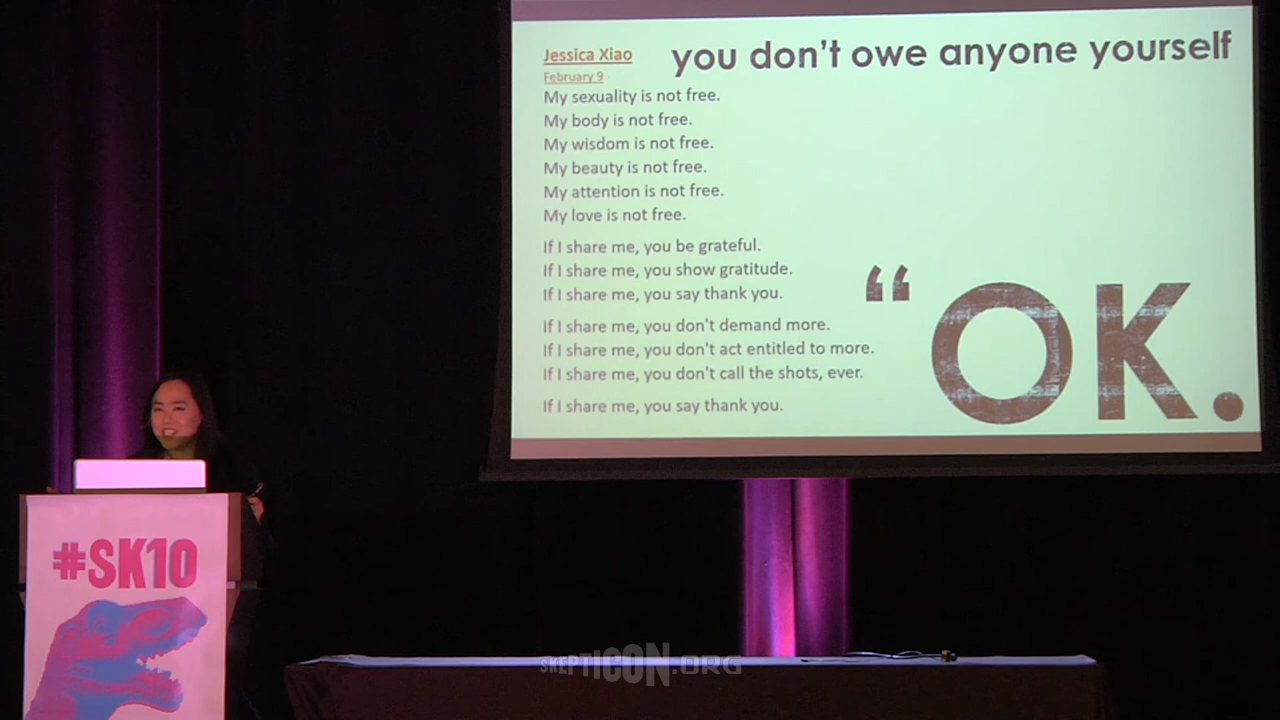 Jessica Xiao
you don't owe anyone yourself
February 9 ·
My sexuality is not free.
My body is not free.
My wisdom is not free.
My beauty is not free.
My attention is not free.
My love is not free.
If I share me, you be grateful.
If I share me, you show gratitude.
If I share me, you say thank you.
If I share me, you don't demand more.
If I share me, you don't act entitled to more.
If I share me, you don't call the shots, ever.
If I share me, you say thank you.
“OK.
#SK10
SKEPTICON.ORG